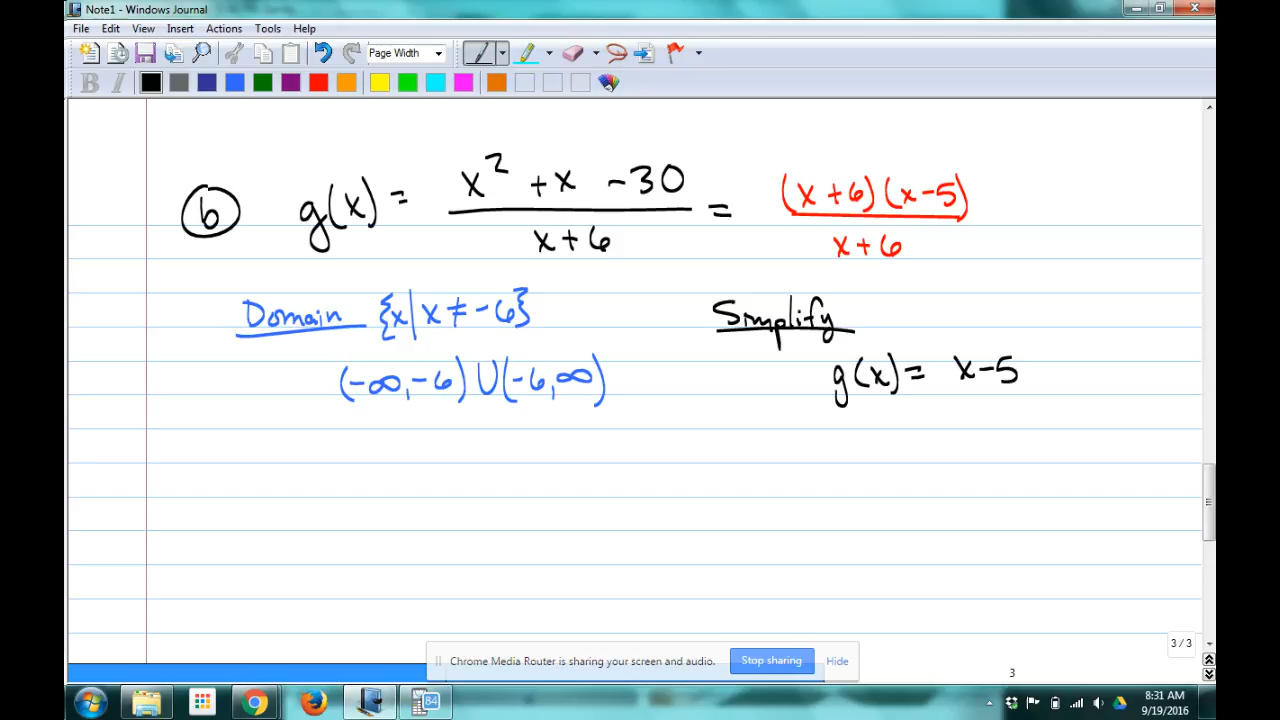 Note1 - Windows Journal
File Edit View Insert Actions Tools Help
Page Width
B I
6 g(x) = x² + x - 30 / x + 6 = (x + 6)(x - 5) / x + 6
Domain {x | x ≠ -6}
(-∞, -6) ∪ (-6, ∞)
Simplify
g(x) = x - 5
3 / 3
Chrome Media Router is sharing your screen and audio. Stop sharing Hide
3
84
8:31 AM
9/19/2016